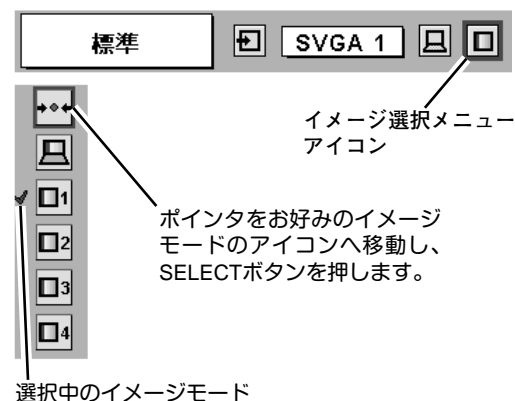 標準
SVGA 1
イメージ選択メニュー
アイコン
ポインタをお好みのイメージ
モードのアイコンへ移動し、
SELECTボタンを押します。
1
2
3
4
選択中のイメージモード